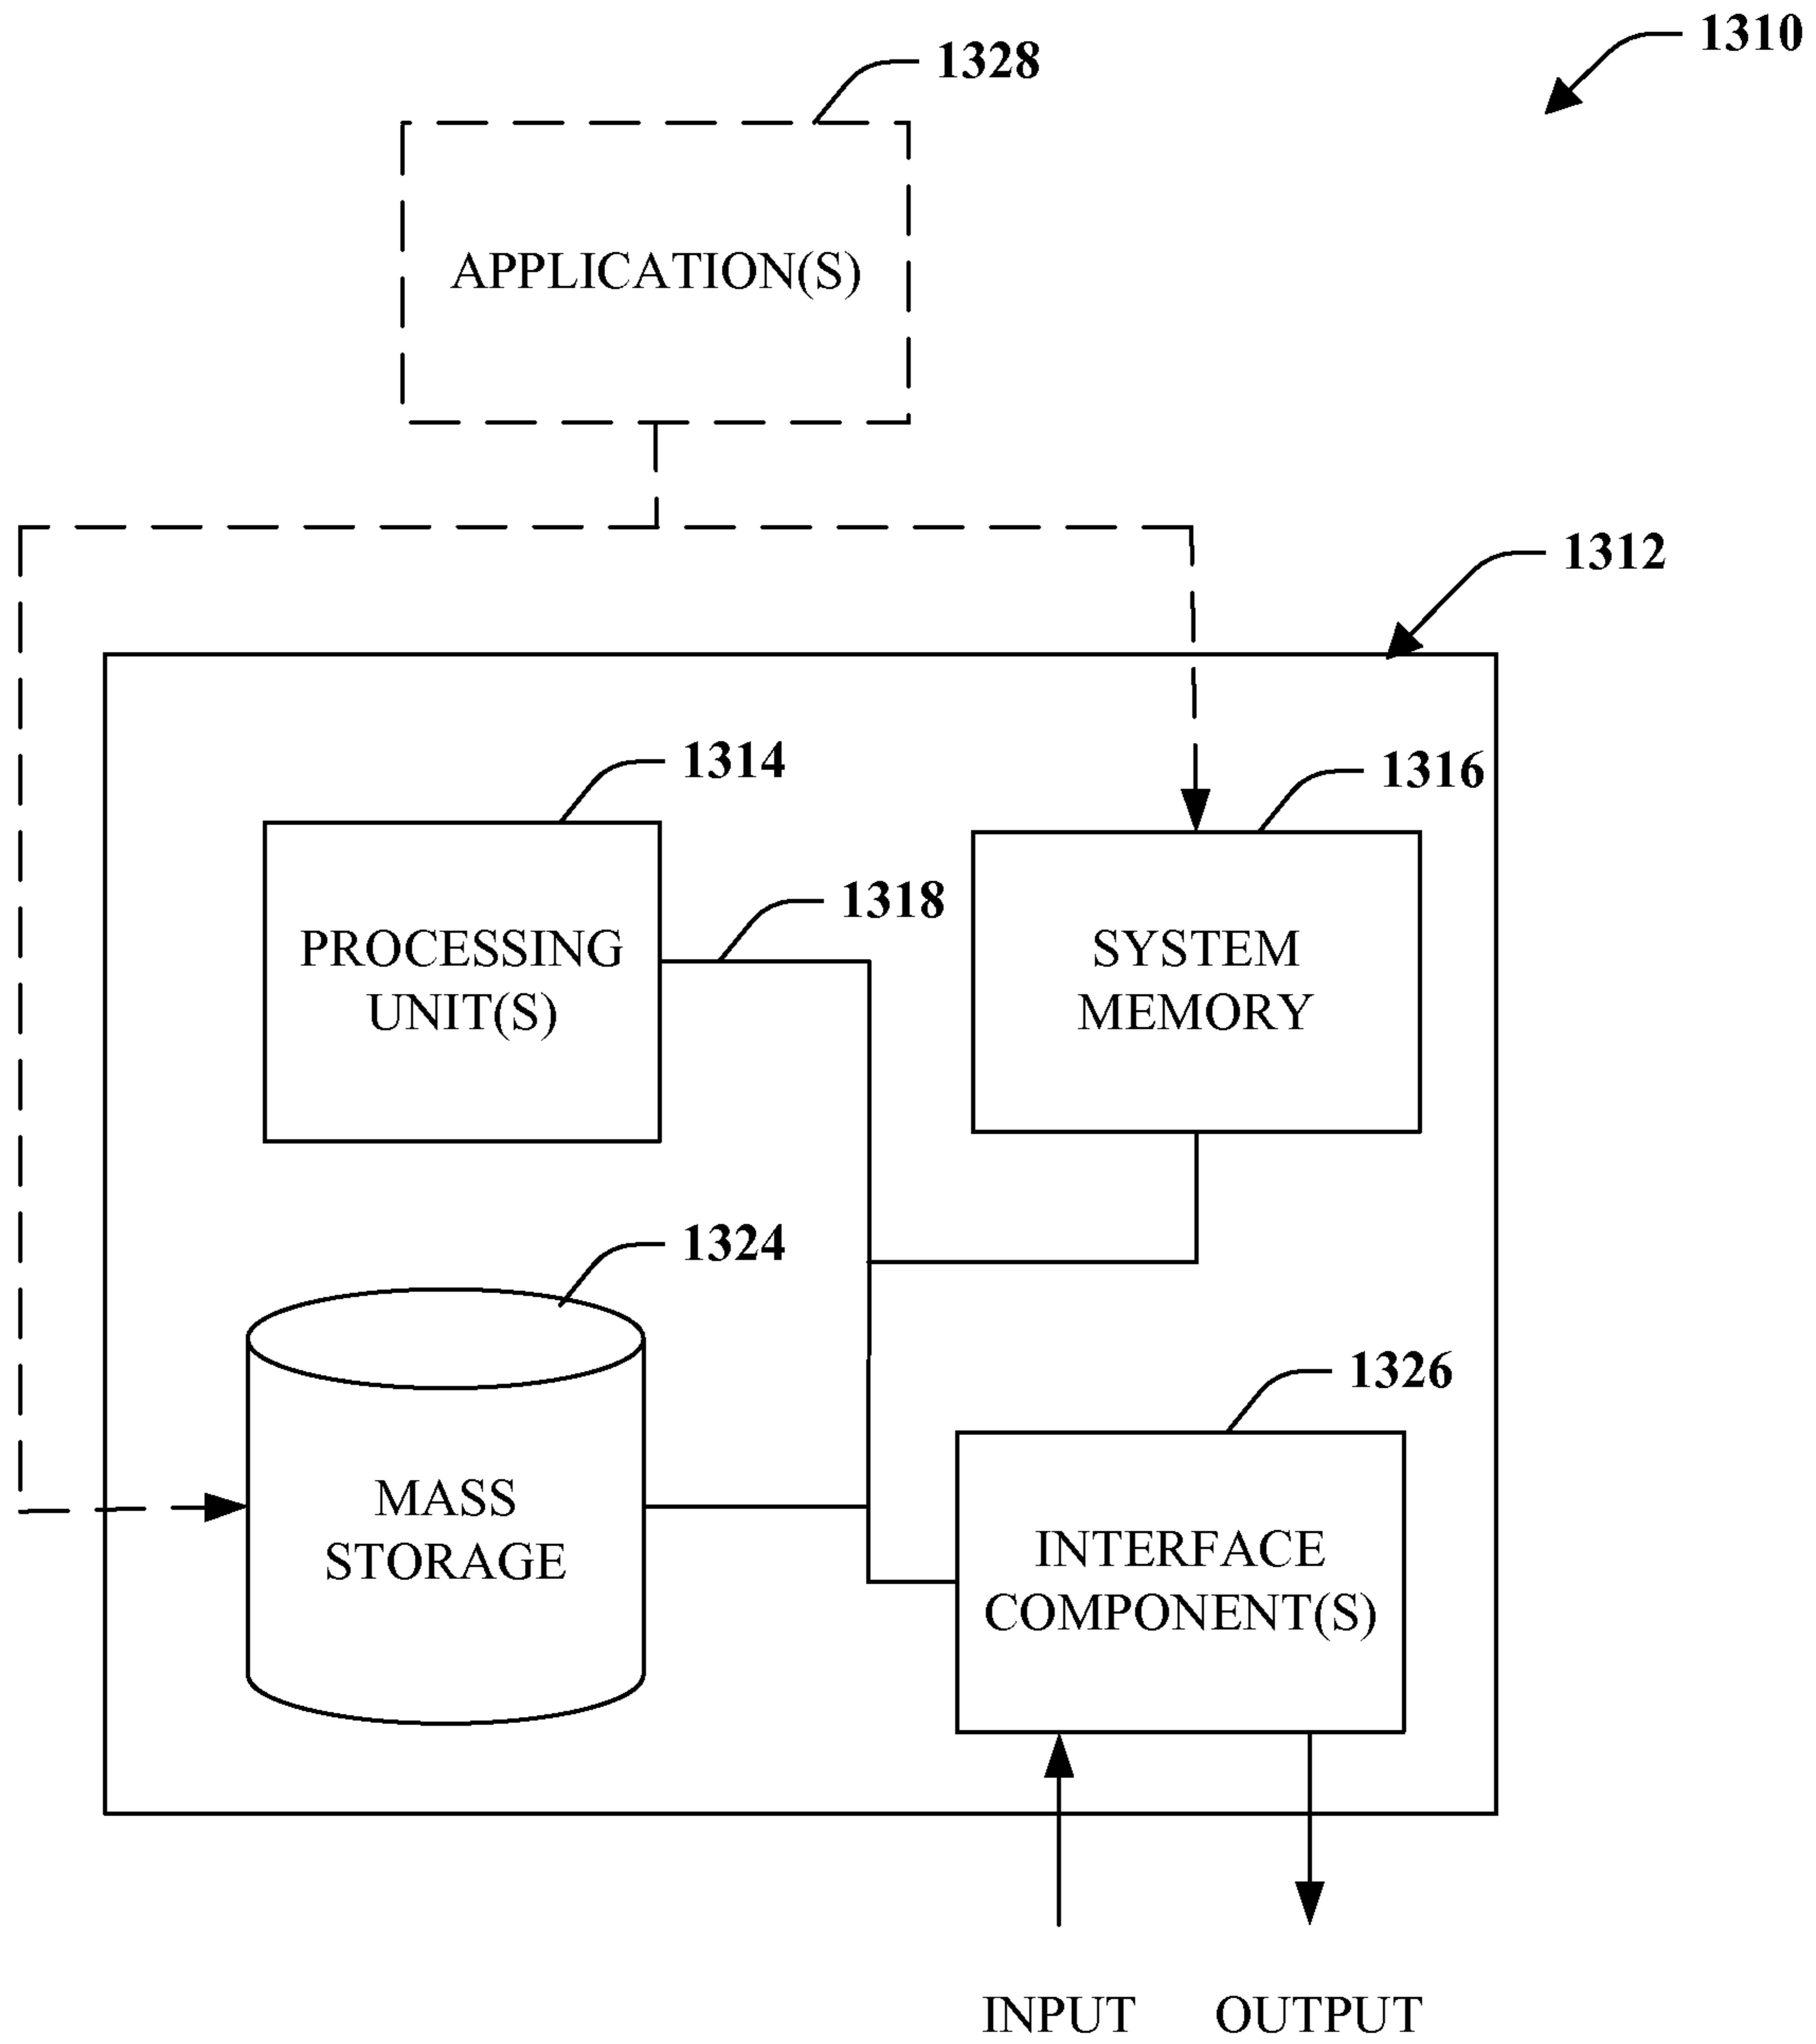 1310
1328
APPLICATION(S)
1312
1314
1316
1318
PROCESSING
UNIT(S)
SYSTEM
MEMORY
1324
1326
MASS
STORAGE
INTERFACE
COMPONENT(S)
INPUT
OUTPUT